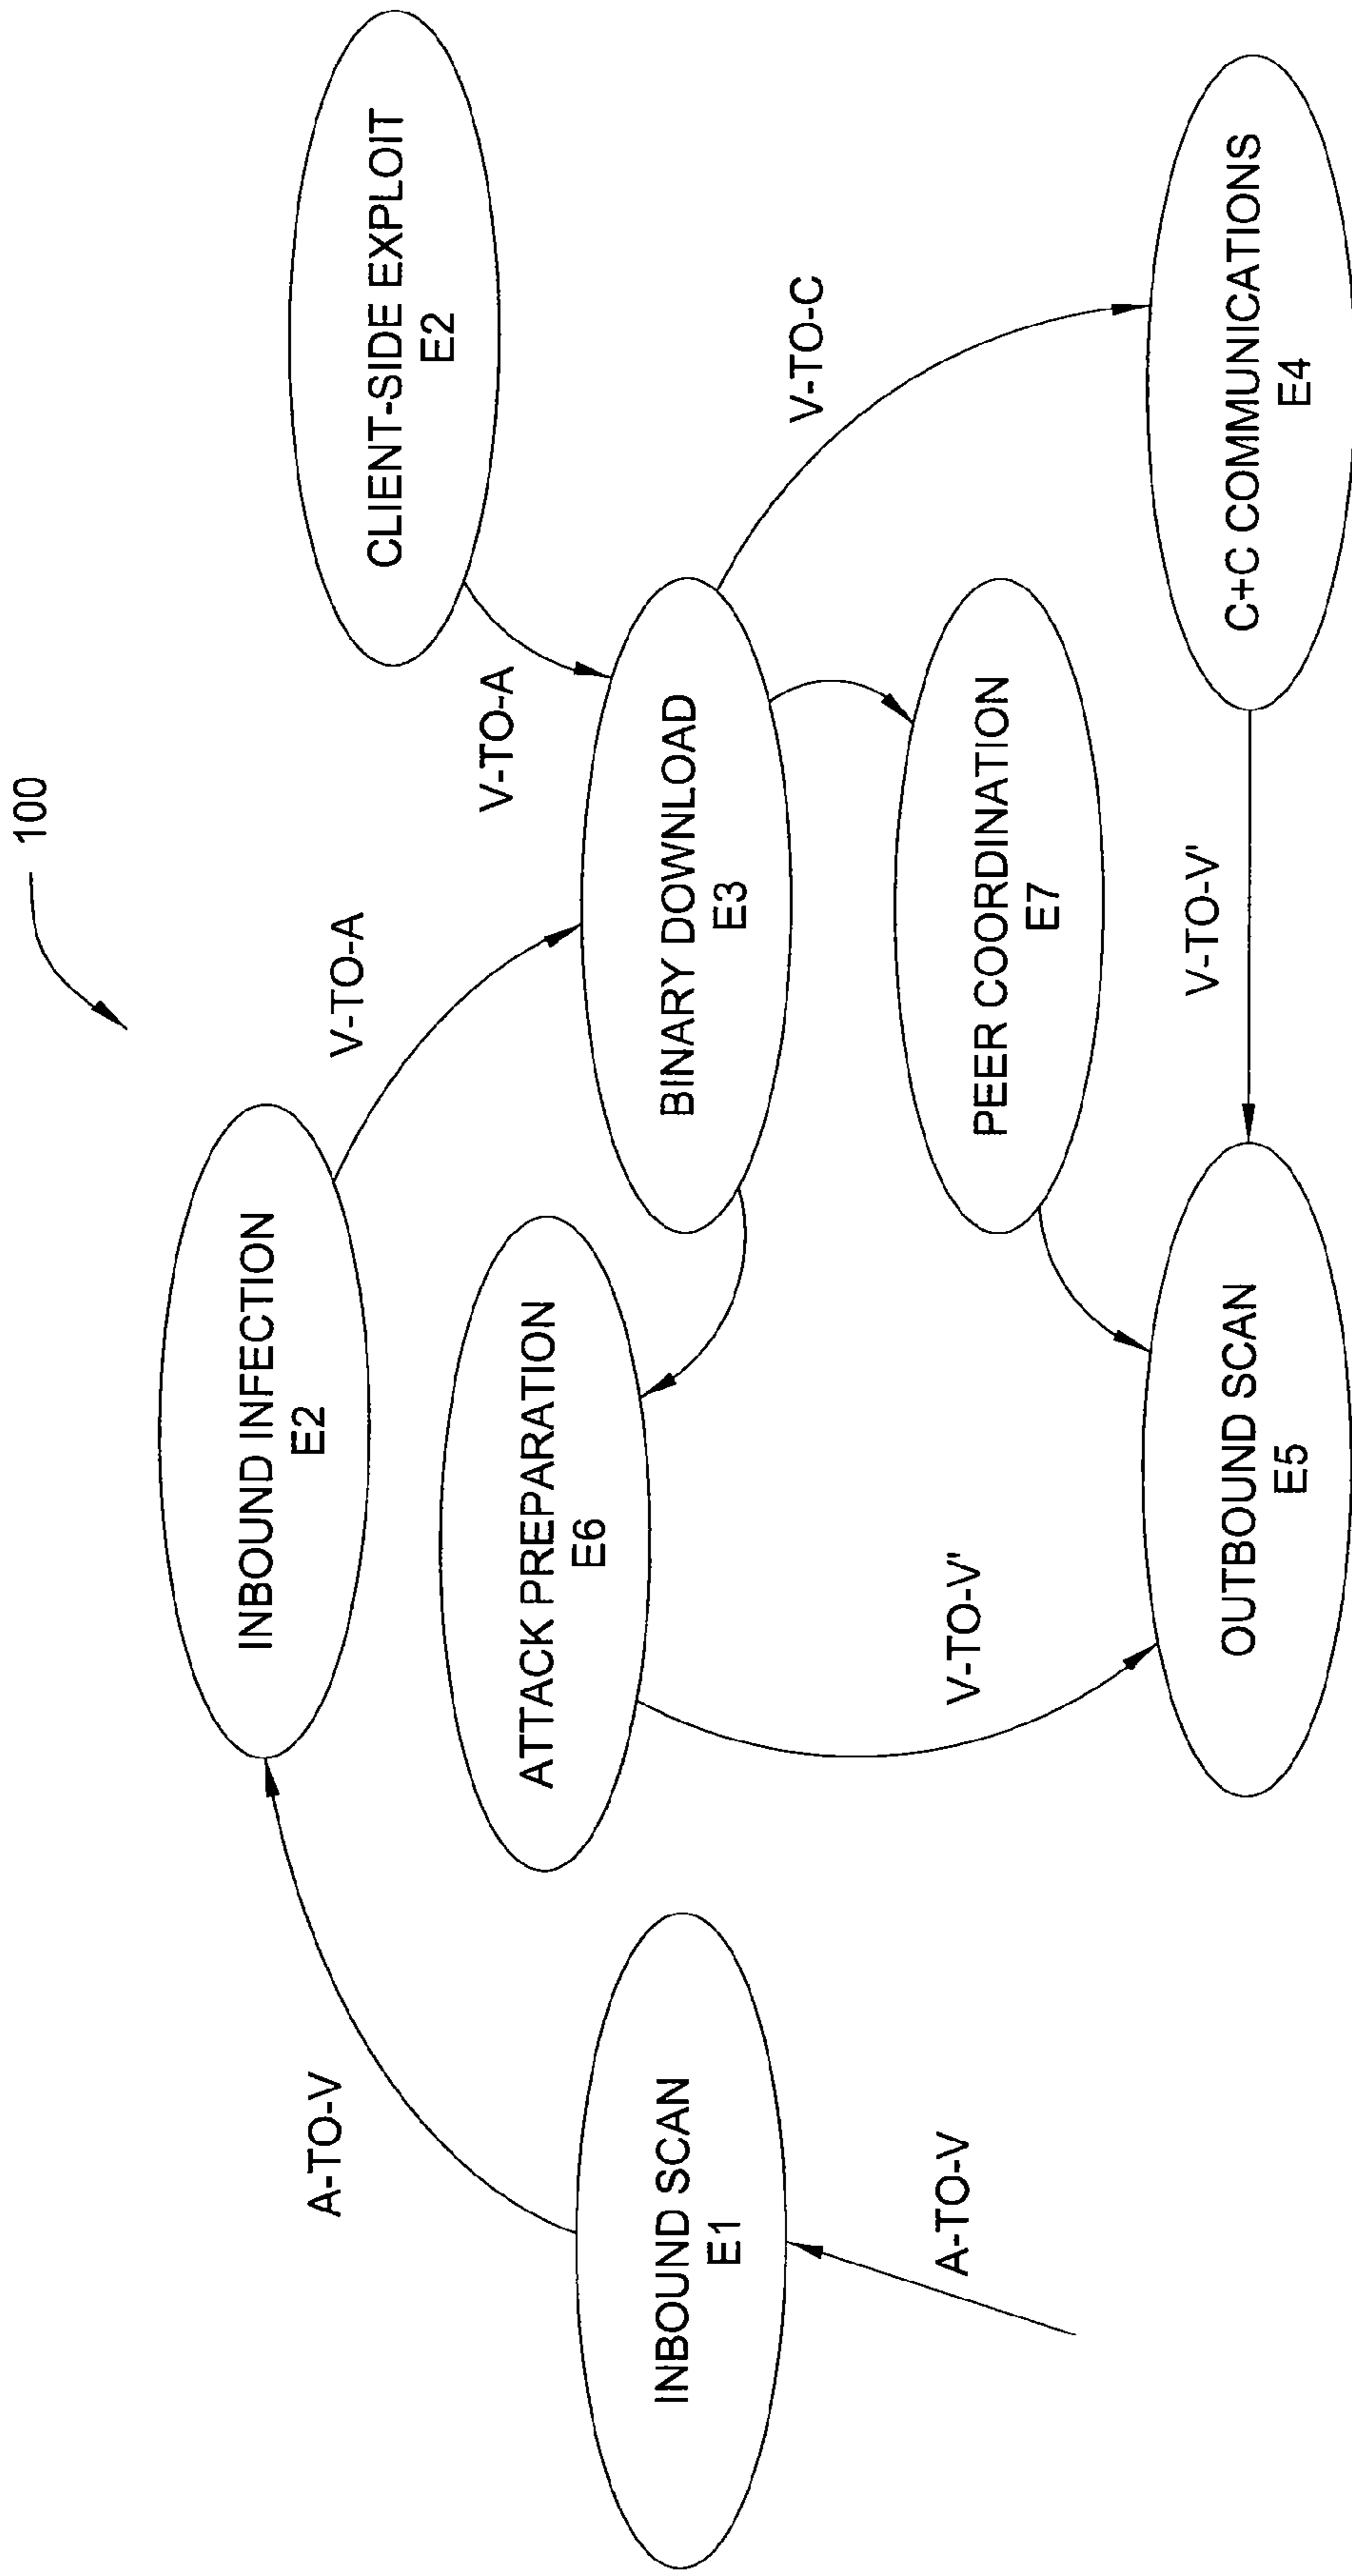 100
INBOUND INFECTION
E2
A-TO-V
V-TO-A
CLIENT-SIDE EXPLOIT
E2
V-TO-A
ATTACK PREPARATION
E6
INBOUND SCAN
E1
BINARY DOWNLOAD
E3
V-TO-C
A-TO-V
V-TO-V'
PEER COORDINATION
E7
V-TO-V'
OUTBOUND SCAN
E5
C+C COMMUNICATIONS
E4